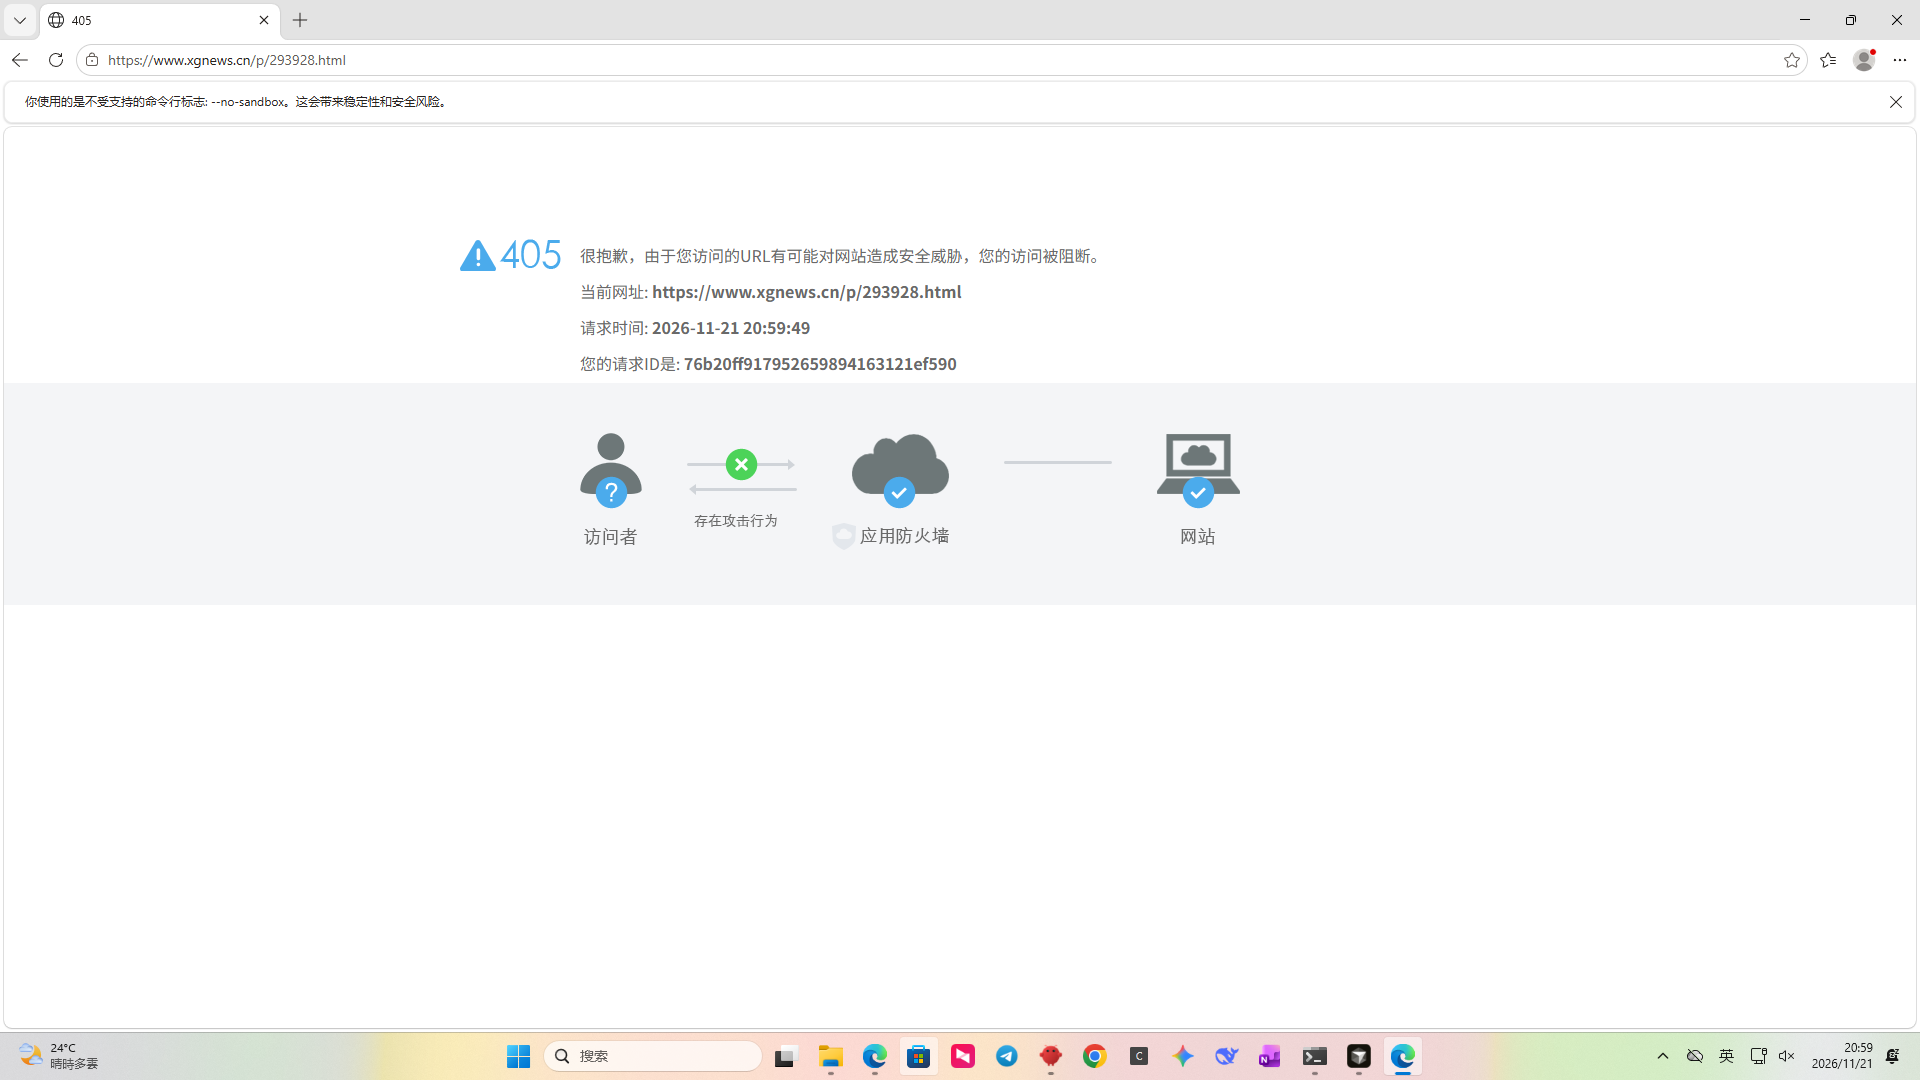 405
https://www.xgnews.cn/p/293928.html
你使用的是不受支持的命令行标志: --no-sandbox。这会带来稳定性和安全风险。
405
很抱歉，由于您访问的URL有可能对网站造成安全威胁，您的访问被阻断。
当前网址: https://www.xgnews.cn/p/293928.html
请求时间: 2026-11-21 20:59:49
您的请求ID是: 76b20ff917952659894163121ef590
存在攻击行为
访问者
应用防火墙
网站
24°C
晴時多雲
搜索
英
20:59
2026/11/21